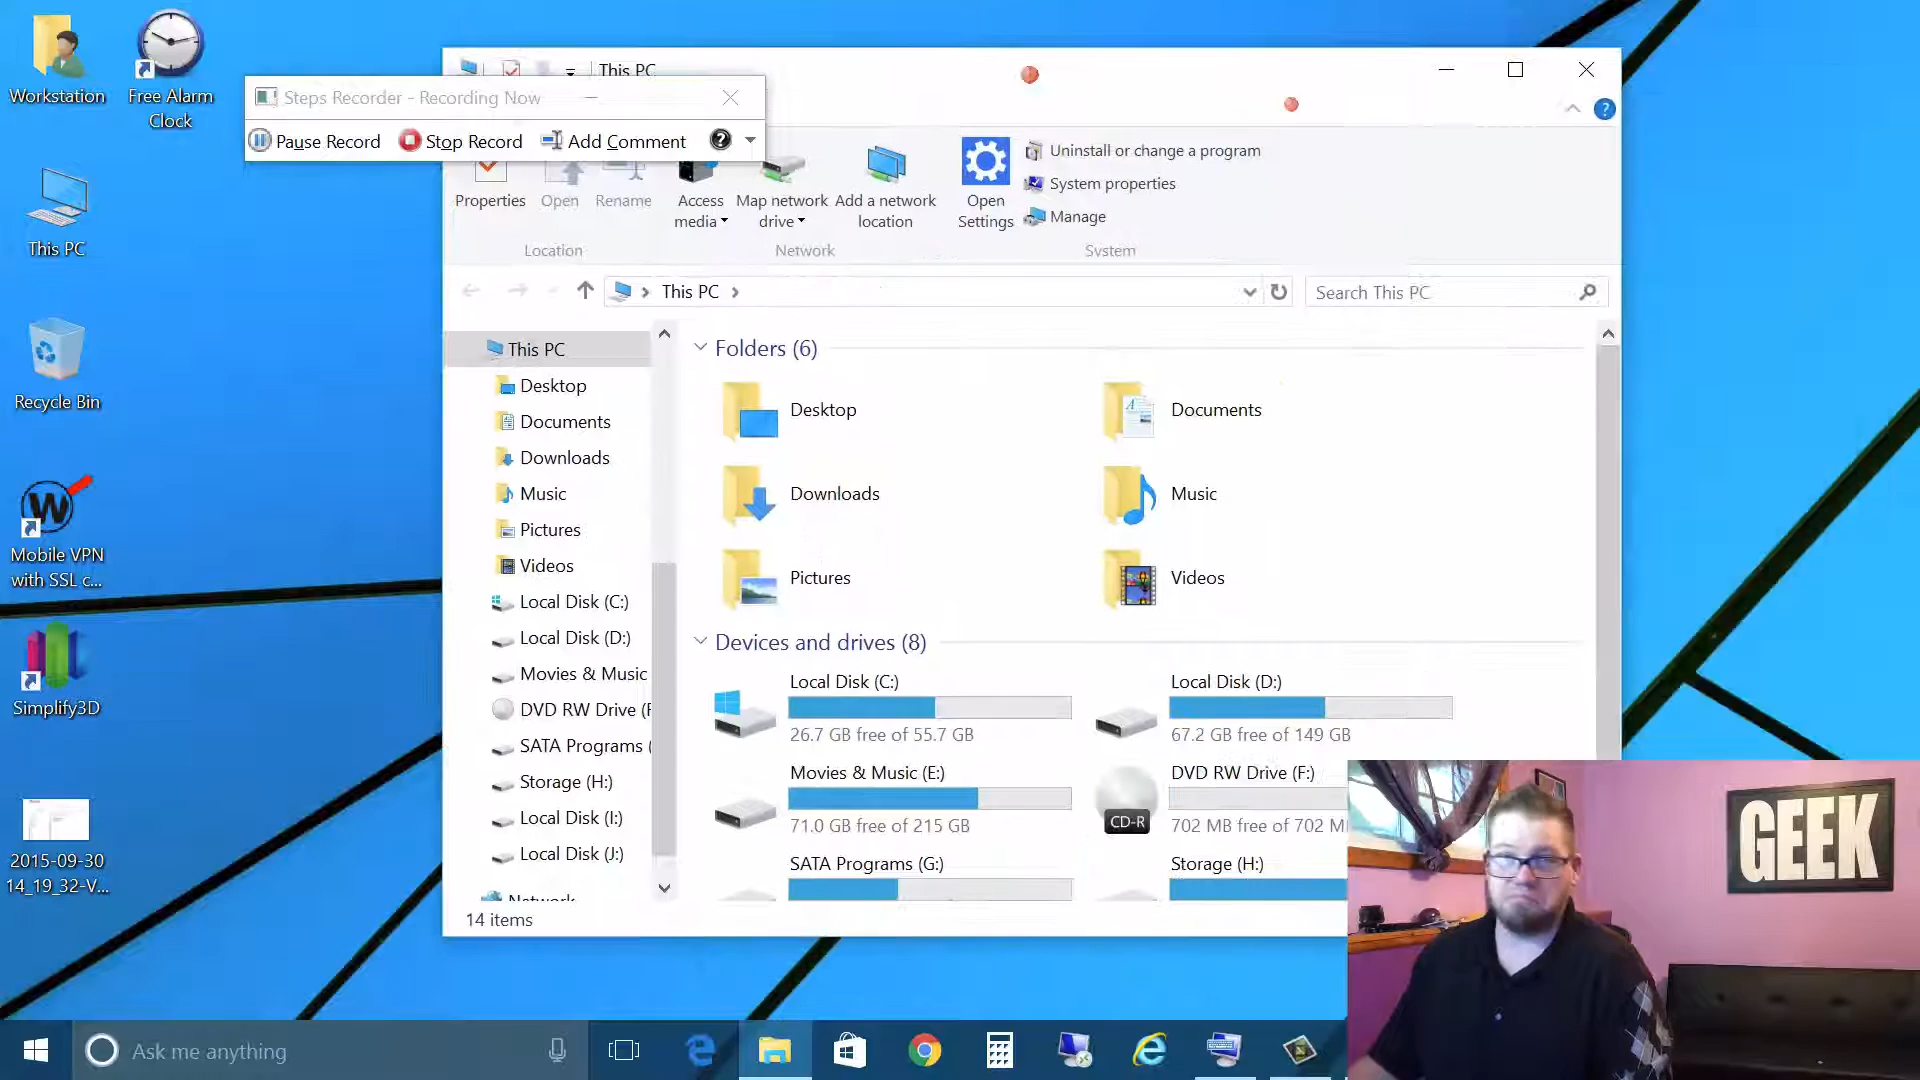 Workstation
Free Alarm
Clock
This PC
Recycle Bin
Mobile VPN
with SSL c...
Simplify3D
2015-09-30
14_19_32-V...
This PC
Steps Recorder - Recording Now
Pause Record
Stop Record
Add Comment
Properties
Open
Rename
Location
Access
media
Map network
drive
Add a network
location
Network
Open
Settings
Uninstall or change a program
System properties
Manage
System
This PC
Search This PC
This PC
Desktop
Documents
Downloads
Music
Pictures
Videos
Local Disk (C:)
Local Disk (D:)
Movies & Music
DVD RW Drive (F
SATA Programs (
Storage (H:)
Local Disk (I:)
Local Disk (J:)
Network
Folders (6)
Desktop
Documents
Downloads
Music
Pictures
Videos
Devices and drives (8)
Local Disk (C:)
26.7 GB free of 55.7 GB
Local Disk (D:)
67.2 GB free of 149 GB
Movies & Music (E:)
71.0 GB free of 215 GB
DVD RW Drive (F:)
CD-R
702 MB free of 702 M
SATA Programs (G:)
Storage (H:)
14 items
GEEK
Ask me anything